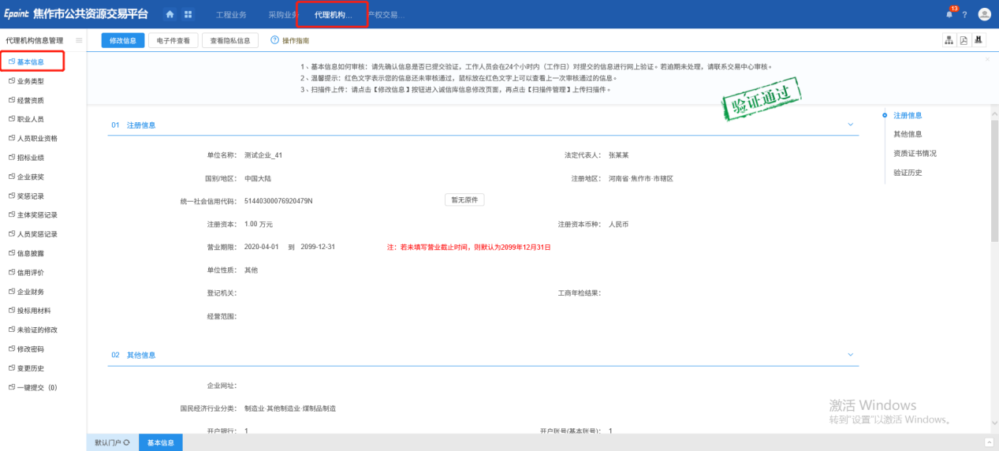 Epoint 焦作市公共资源交易平台
工程业务
采购业务
代理机构...
产权交易...
13
?
代理机构信息管理
修改信息
电子件查看
查看隐私信息
? 操作指南
基本信息
业务类型
经营资质
职业人员
人员职业资格
招标业绩
企业获奖
奖惩记录
主体奖惩记录
人员奖惩记录
信息披露
信用评价
企业财务
投标用材料
未验证的修改
修改密码
变更历史
一键提交（0）
1、基本信息如何审核：请先确认信息是否已提交验证，工作人员会在24个小时内（工作日）对提交的信息进行网上验证。若逾期未处理，请联系交易中心审核。
2、温馨提示：红色文字表示您的信息还未审核通过，鼠标放在红色文字上可以查看上一次审核通过的信息。
3、扫描件上传：请点击【修改信息】按钮进入诚信库信息修改页面，再点击【扫描件管理】上传扫描件。
验证通过
注册信息
其他信息
资质证书情况
验证历史
01 注册信息
单位名称： 测试企业_41
法定代表人： 张某某
国别/地区： 中国大陆
注册地区： 河南省·焦作市·市辖区
统一社会信用代码： 51440300076920479N
暂无原件
注册资本： 1.00 万元
注册资本币种： 人民币
营业期限： 2020-04-01 到 2099-12-31
注：若未填写营业截止时间，则默认为2099年12月31日
单位性质： 其他
登记机关：
工商年检结果：
经营范围：
02 其他信息
企业网址：
国民经济行业分类： 制造业·其他制造业·煤制品制造
开户银行： 1
开户账号(基本账号)： 1
激活 Windows
转到"设置"以激活 Windows。
默认门户
基本信息